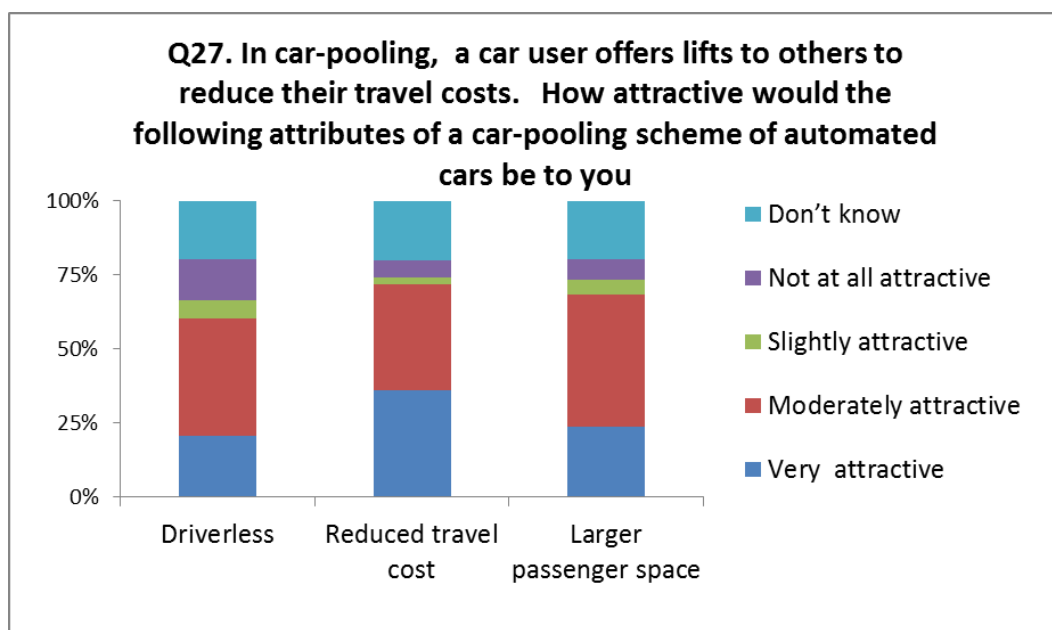 Q27. In car-pooling,  a car user offers lifts to others to
reduce their travel costs.   How attractive would the
following attributes of a car-pooling scheme of automated
cars be to you
100%
75%
50%
25%
0%
Driverless
Reduced travel
cost
Larger
passenger space
Don’t know
Not at all attractive
Slightly attractive
Moderately attractive
Very  attractive